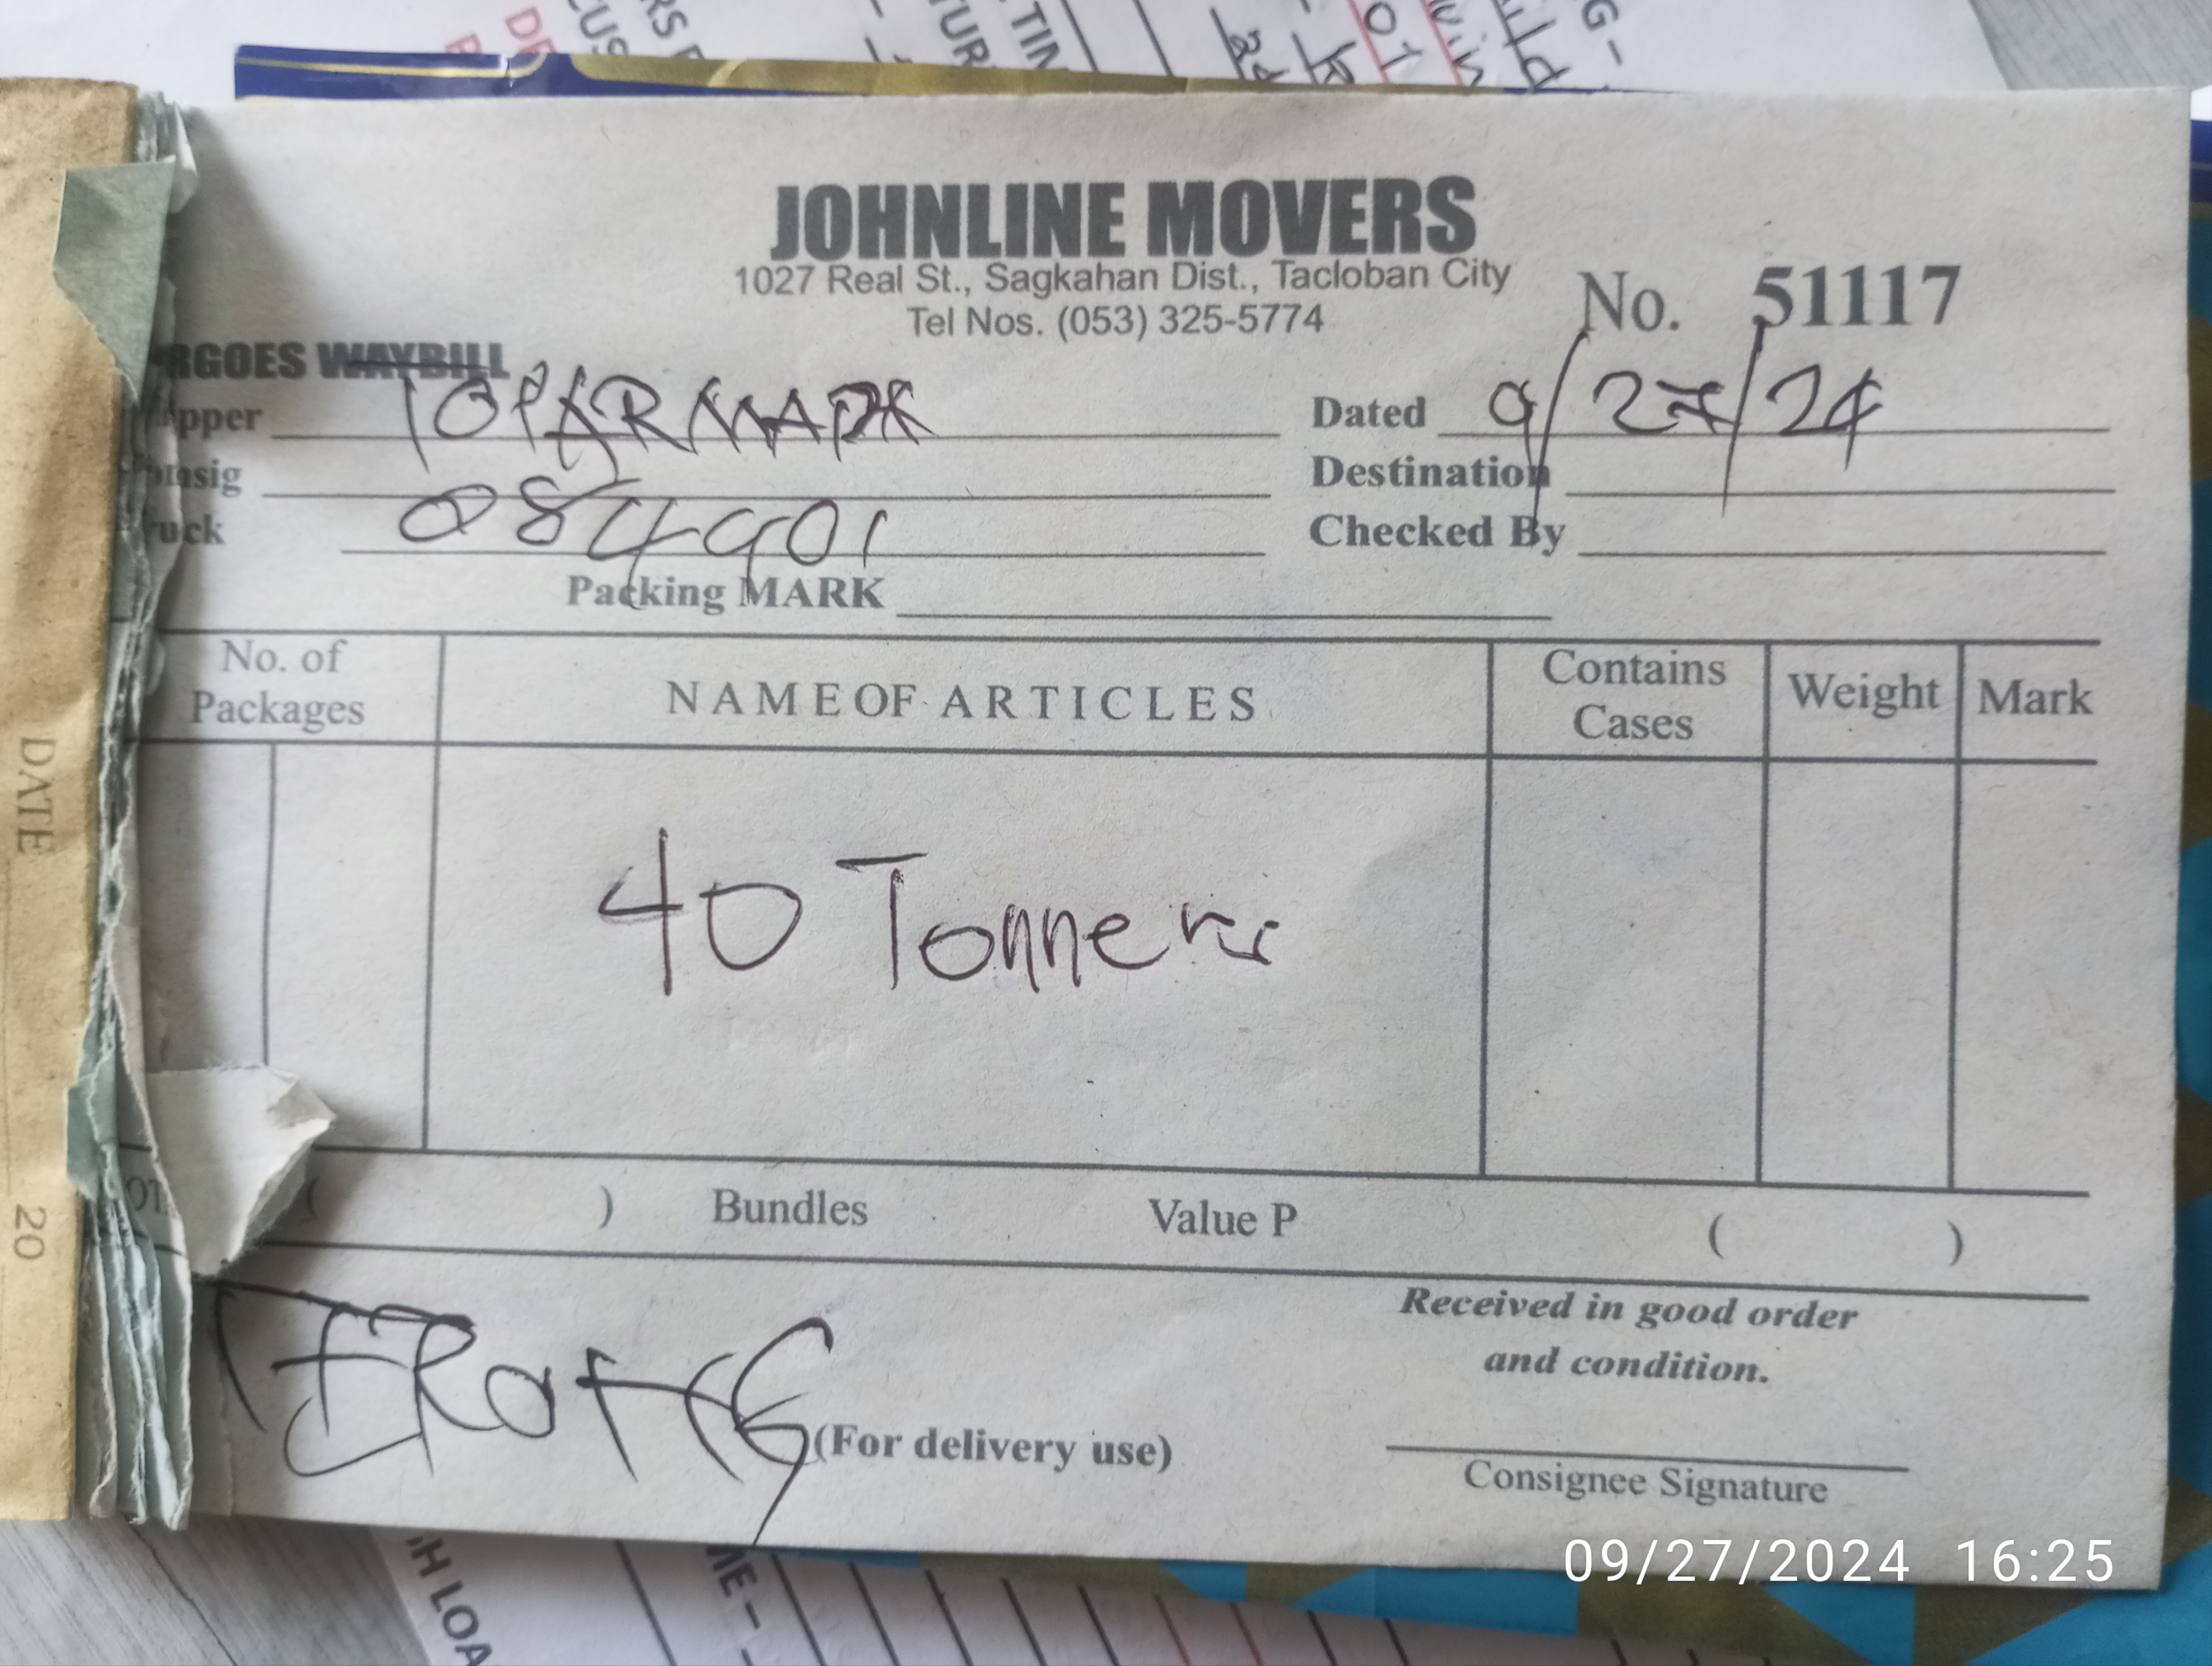 JOHNLINE MOVERS
1027 Real St., Sagkahan Dist., Tacloban City
Tel Nos. (053) 325-5774
No. 51117
RGOES WAYBILL
pper
Dated 9/27/24
nsig
Destination
uck 084901
Checked By
Packing MARK
No. of Packages
NAME OF ARTICLES
Contains Cases
Weight
Mark
40 Tonners
OT ( ) Bundles Value P ( )
(For delivery use)
Received in good order
and condition.
Consignee Signature
DATE
20
09/27/2024 16:25